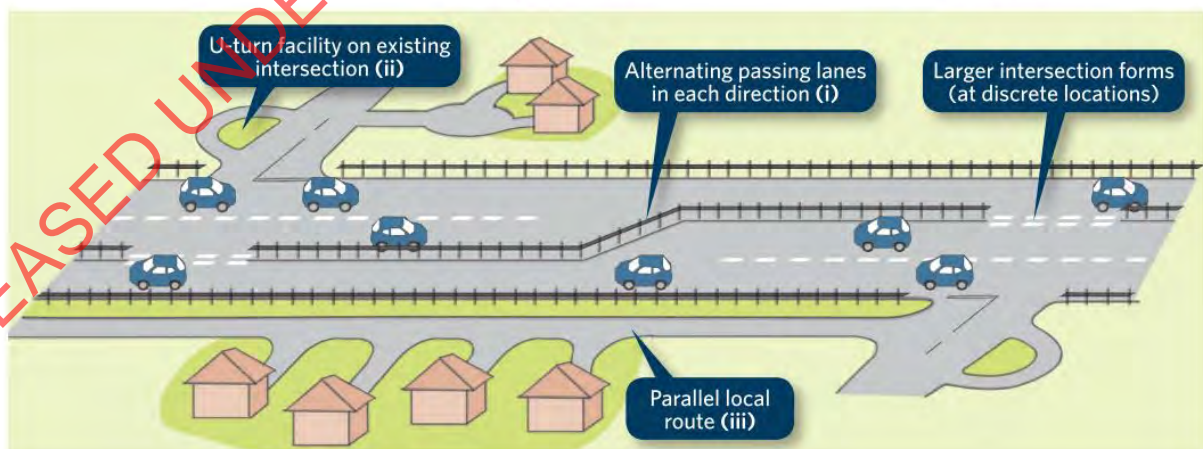 EASED UNDE
U-turn facility on existing
intersection (ii)
Alternating passing lanes
in each direction (i)
Larger intersection forms
(at discrete locations)
Parallel local
route (iii)